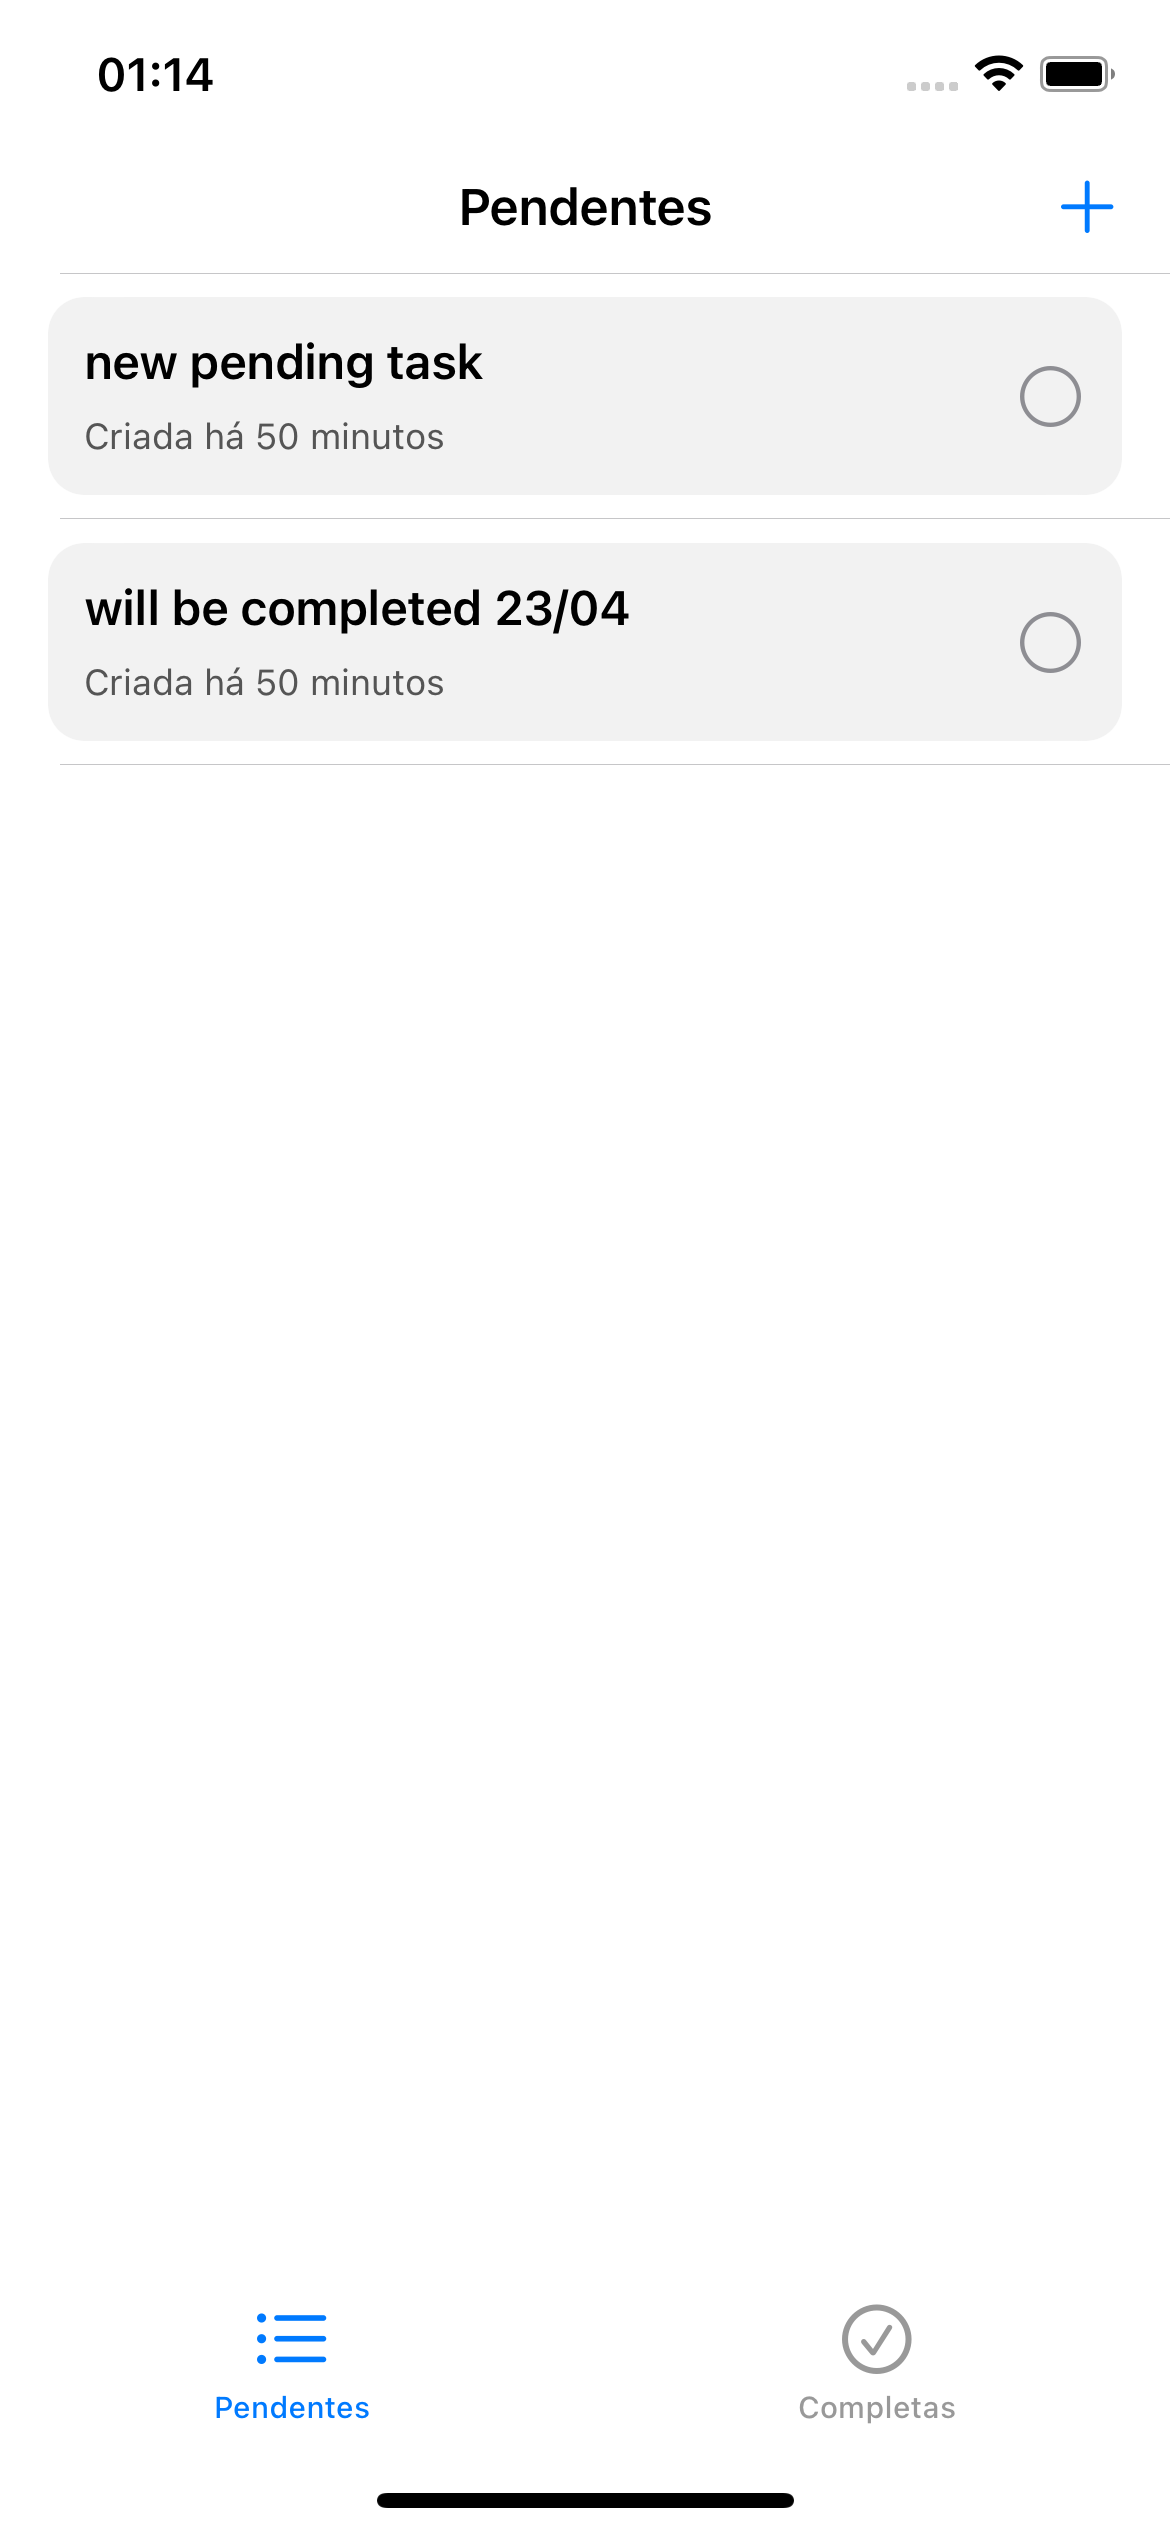 01:14
Pendentes
new pending task
Criada há 50 minutos
will be completed 23/04
Criada há 50 minutos
Pendentes
Completas